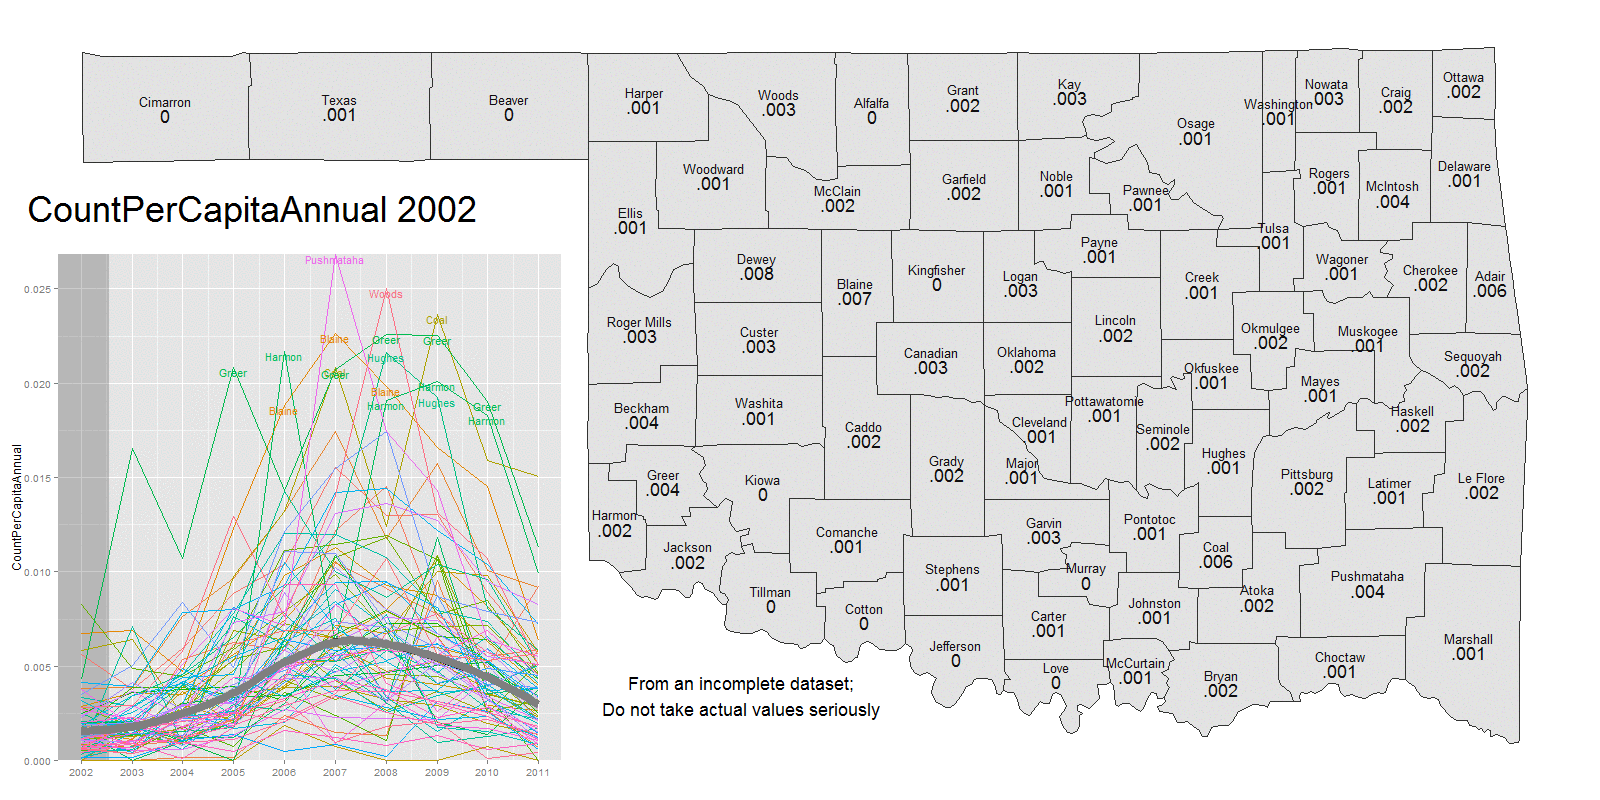 Cimarron
0
Texas
.001
Beaver
0
Harper
.001
Woods
.003
Alfalfa
0
Grant
.002
Kay
.003
Osage
.001
Washington
.001
Nowata
.003
Craig
.002
Ottawa
.002
Woodward
.001
McClain
.002
Garfield
.002
Noble
.001
Pawnee
.001
Rogers
.001
McIntosh
.004
Delaware
.001
CountPerCapitaAnnual 2002
Ellis
.001
Dewey
.008
Blaine
.007
Kingfisher
0
Logan
.003
Payne
.001
Creek
.001
Tulsa
.001
Wagoner
.001
Cherokee
.002
Adair
.006
Roger Mills
.003
Custer
.003
Canadian
.003
Oklahoma
.002
Lincoln
.002
Okmulgee
.002
Muskogee
.001
Sequoyah
.002
Okfuskee
.001
Mayes
.001
Beckham
.004
Washita
.001
Caddo
.002
Cleveland
.001
Pottawatomie
.001
Seminole
.002
Haskell
.002
Greer
.004
Kiowa
0
Grady
.002
Major
.001
Hughes
.001
Pittsburg
.002
Latimer
.001
Le Flore
.002
Harmon
.002
Jackson
.002
Comanche
.001
Garvin
.003
Pontotoc
.001
Coal
.006
Tillman
0
Cotton
0
Stephens
.001
Murray
0
Johnston
.001
Atoka
.002
Pushmataha
.004
Jefferson
0
Carter
.001
Love
0
McCurtain
.001
Bryan
.002
Choctaw
.001
Marshall
.001
From an incomplete dataset;
Do not take actual values seriously
CountPerCapitaAnnual
0.025
0.020
0.015
0.010
0.005
0.000
Pushmataha
Woods
Coal
Blaine
Greer
Greer
Harmon
Hughes
Greer
Greer
Blaine
Harmon
Blaine
Harmon
Hughes
Greer
Harmon
2002
2003
2004
2005
2006
2007
2008
2009
2010
2011